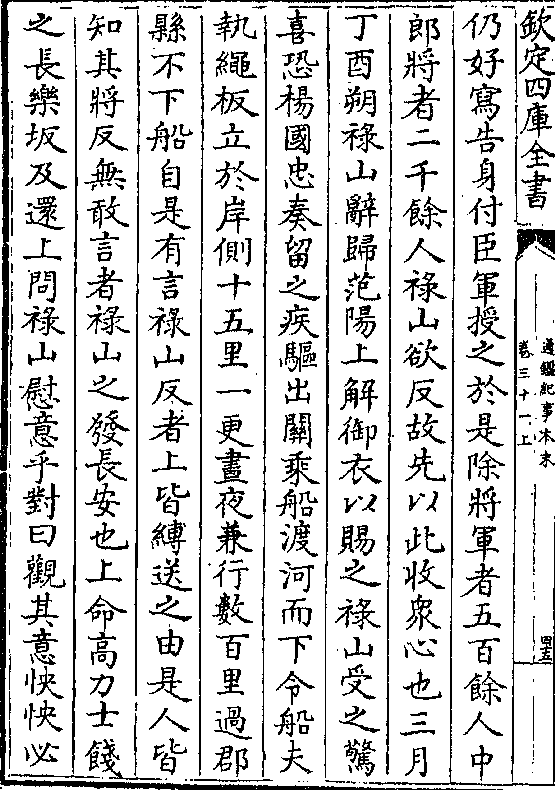 欽定四庫全書
通鑑紀事本末
卷三十一上
四五
仍好寫告身付臣軍授之於是除將軍者五百餘人中
郎將者二千餘人祿山欲反故先以此收衆心也三月
丁酉朔祿山辭歸范陽上解御衣以賜之祿山受之驚
喜恐楊國忠奏留之疾驅出關乘船渡河而下令船夫
執繩板立於岸側十五里一更晝夜兼行數百里過郡
縣不下船自是有言祿山反者上皆縛送之由是人皆
知其將反無敢言者祿山之發長安也上命高力士餞
之長樂坂及還上問祿山慰意乎對曰觀其意怏怏必